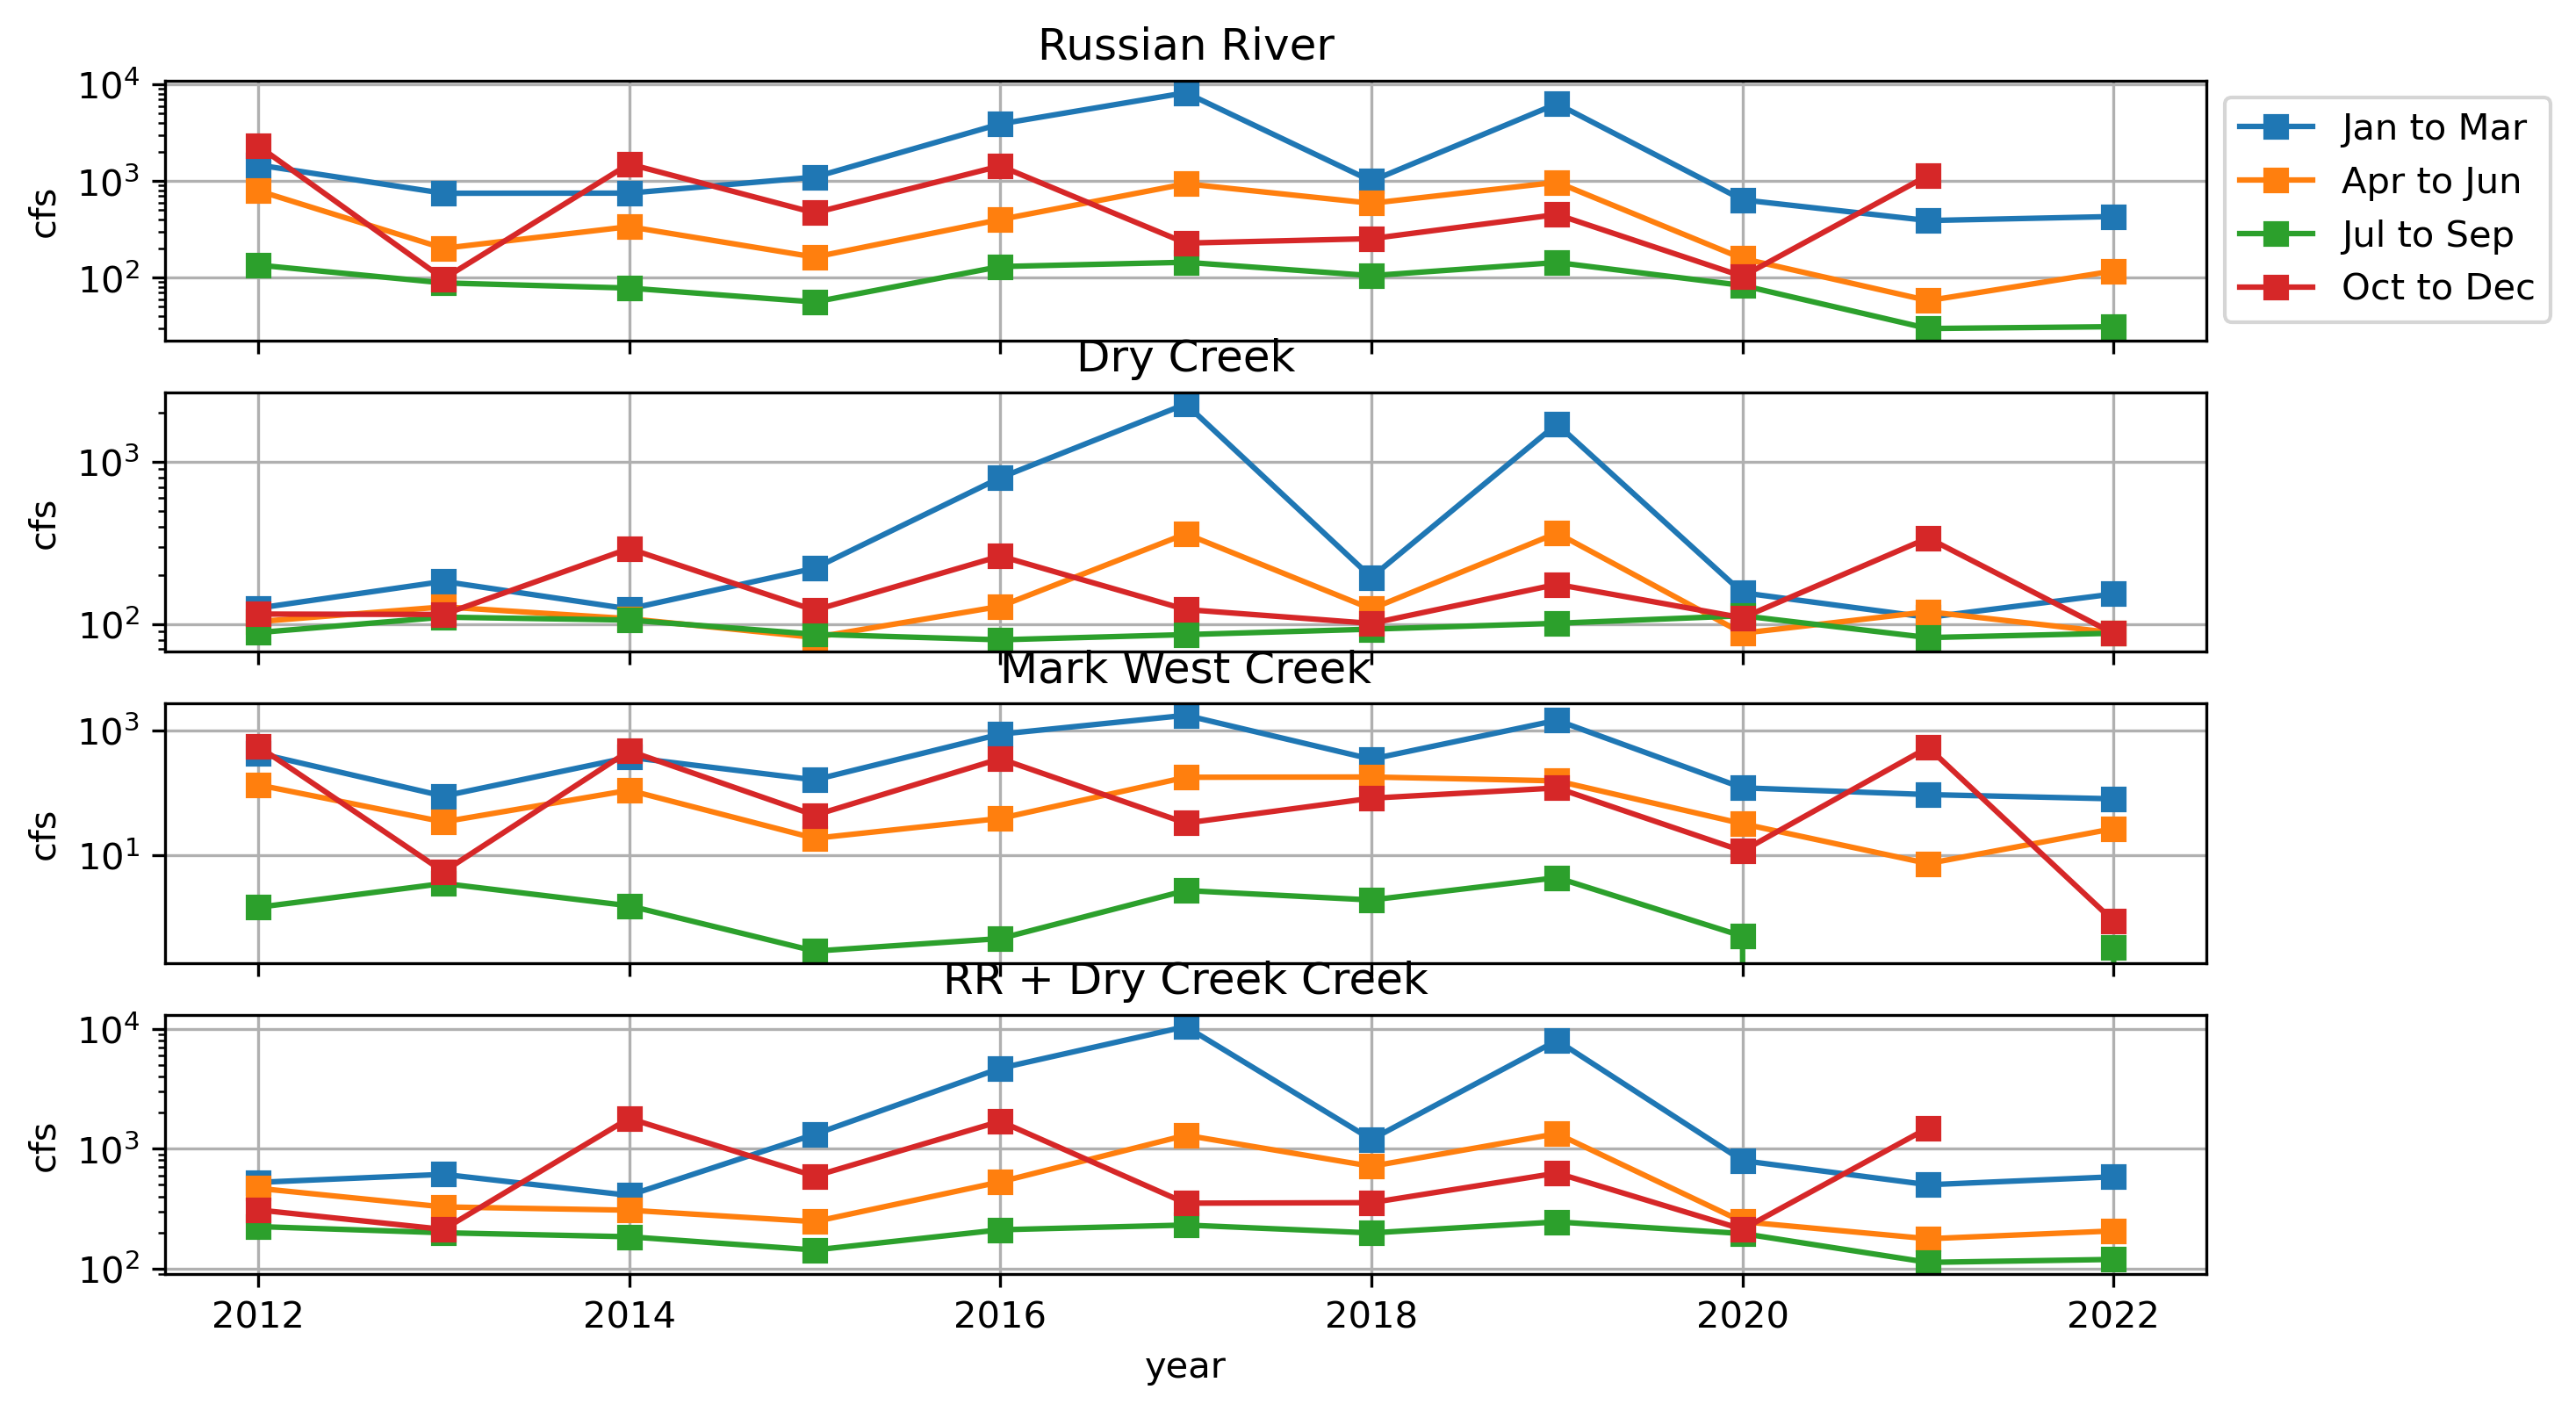 Russian River
10^4
10^3
10^2
cfs
Jan to Mar
Apr to Jun
Jul to Sep
Oct to Dec
Dry Creek
10^3
10^2
cfs
Mark West Creek
10^3
10^1
cfs
RR + Dry Creek Creek
10^4
10^3
10^2
cfs
2012 2014 2016 2018 2020 2022
year